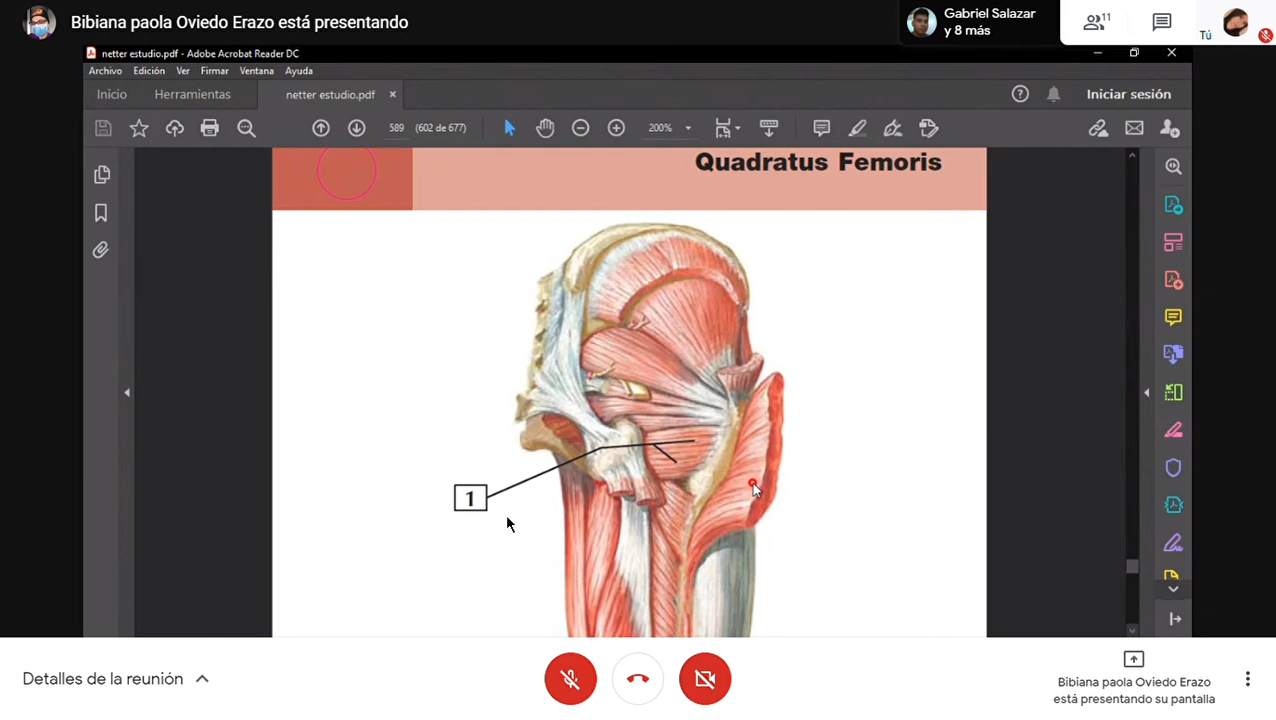 Bibiana paola Oviedo Erazo está presentando
Gabriel Salazar
y 8 más
11
Tú
netter estudio.pdf - Adobe Acrobat Reader DC
Archivo Edición Ver Firmar Ventana Ayuda
Inicio Herramientas netter estudio.pdf × Iniciar sesión
589 (602 de 677) 200%
Quadratus Femoris
1
Detalles de la reunión
Bibiana paola Oviedo Erazo
está presentando su pantalla